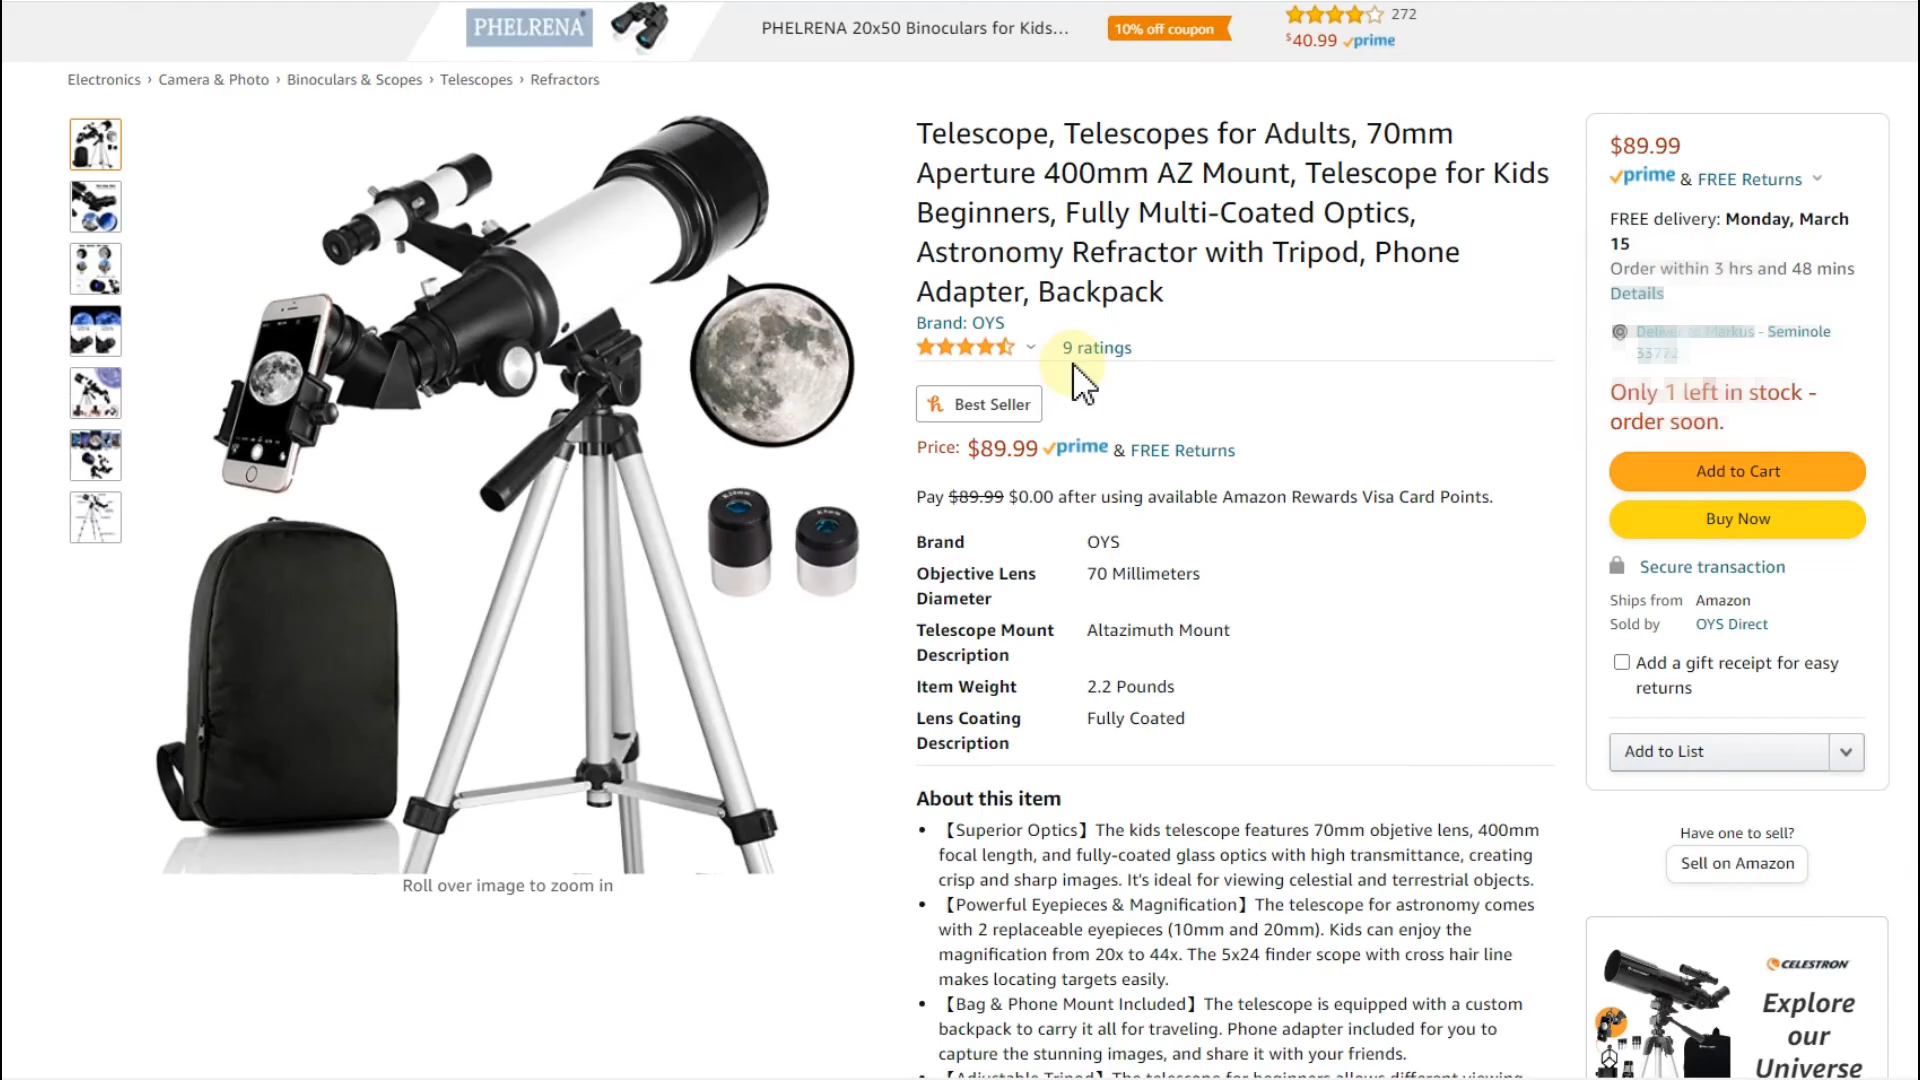 PHELRENA
PHELRENA 20x50 Binoculars for Kids...
10% off coupon
272
$40.99 prime
Electronics › Camera & Photo › Binoculars & Scopes › Telescopes › Refractors
Telescope, Telescopes for Adults, 70mm
Aperture 400mm AZ Mount, Telescope for Kids
Beginners, Fully Multi-Coated Optics,
Astronomy Refractor with Tripod, Phone
Adapter, Backpack
Brand: OYS
9 ratings
Best Seller
Price: $89.99 prime & FREE Returns
Pay $89.99 $0.00 after using available Amazon Rewards Visa Card Points.
Brand OYS
Objective Lens 70 Millimeters
Diameter
Telescope Mount Altazimuth Mount
Description
Item Weight 2.2 Pounds
Lens Coating Fully Coated
Description
About this item
• 【Superior Optics】The kids telescope features 70mm objetive lens, 400mm
focal length, and fully-coated glass optics with high transmittance, creating
crisp and sharp images. It's ideal for viewing celestial and terrestrial objects.
• 【Powerful Eyepieces & Magnification】The telescope for astronomy comes
with 2 replaceable eyepieces (10mm and 20mm). Kids can enjoy the
magnification from 20x to 44x. The 5x24 finder scope with cross hair line
makes locating targets easily.
• 【Bag & Phone Mount Included】The telescope is equipped with a custom
backpack to carry it all for traveling. Phone adapter included for you to
capture the stunning images, and share it with your friends.
• 【Adjustable Tripod】The telescope for beginners allows different viewing
Roll over image to zoom in
$89.99
prime & FREE Returns
FREE delivery: Monday, March
15
Order within 3 hrs and 48 mins
Details
Deliver to Markus - Seminole
33772
Only 1 left in stock -
order soon.
Add to Cart
Buy Now
Secure transaction
Ships from Amazon
Sold by OYS Direct
Add a gift receipt for easy
returns
Add to List
Have one to sell?
Sell on Amazon
CELESTRON
Explore
our
Universe